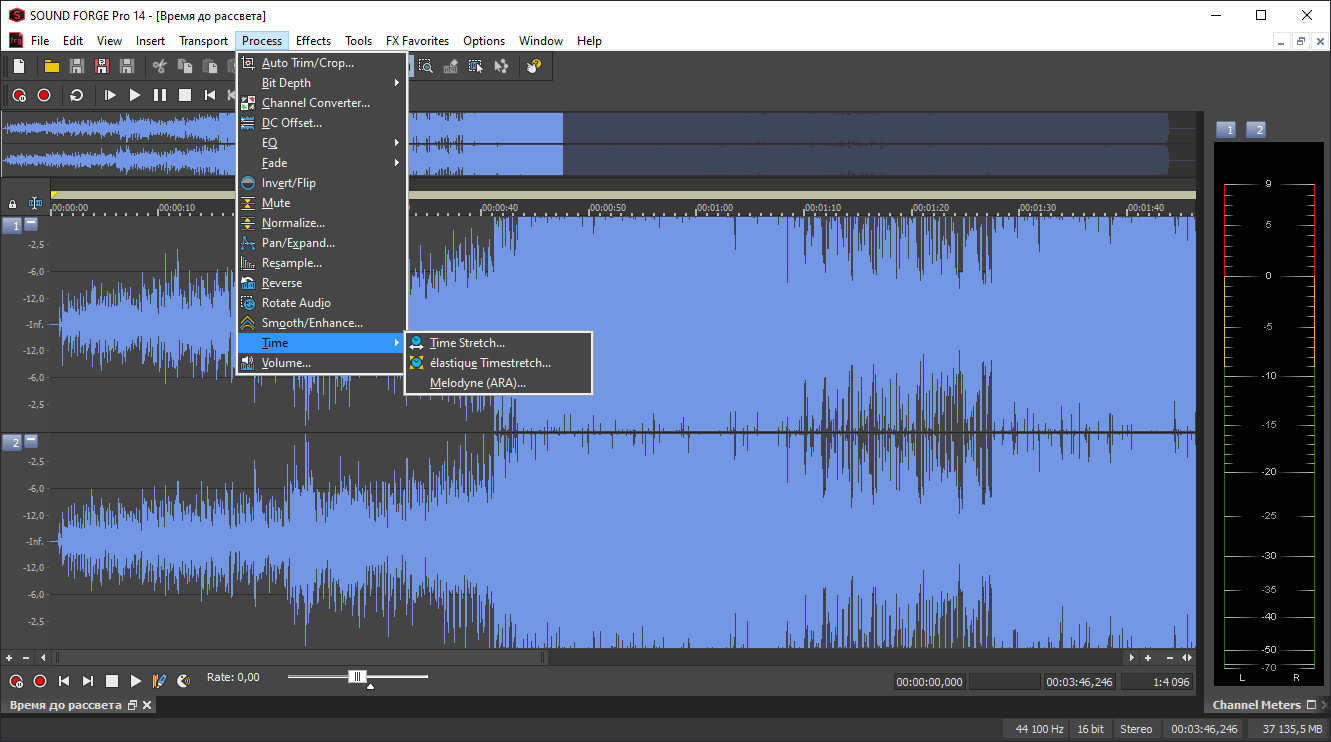 SOUND FORGE Pro 14 - [Время до рассвета]
File Edit View Insert Transport Process Effects Tools FX Favorites Options Window Help
Auto Trim/Crop...
Bit Depth
Channel Converter...
DC Offset...
EQ
Fade
Invert/Flip
Mute
Normalize...
Pan/Expand...
Resample...
Reverse
Rotate Audio
Smooth/Enhance...
Time
Volume...
Time Stretch...
élastique Timestretch...
Melodyne (ARA)...
00:00:00 00:00:10 00:00:40 00:00:50 00:01:00 00:01:10 00:01:20 00:01:30 00:01:40
1
-2,5
-6,0
-12,0
-Inf.
-12,0
-6,0
-2,5
2
-2,5
-6,0
-12,0
-Inf.
-12,0
-6,0
-2,5
1 2
9
5
0
-5
-10
-15
-20
-25
-30
-35
-40
-50
-70
L R
Rate: 0,00
00:00:00,000 00:03:46,246 1:4 096
Время до рассвета
Channel Meters
44 100 Hz 16 bit Stereo 00:03:46,246 37 135,5 MB